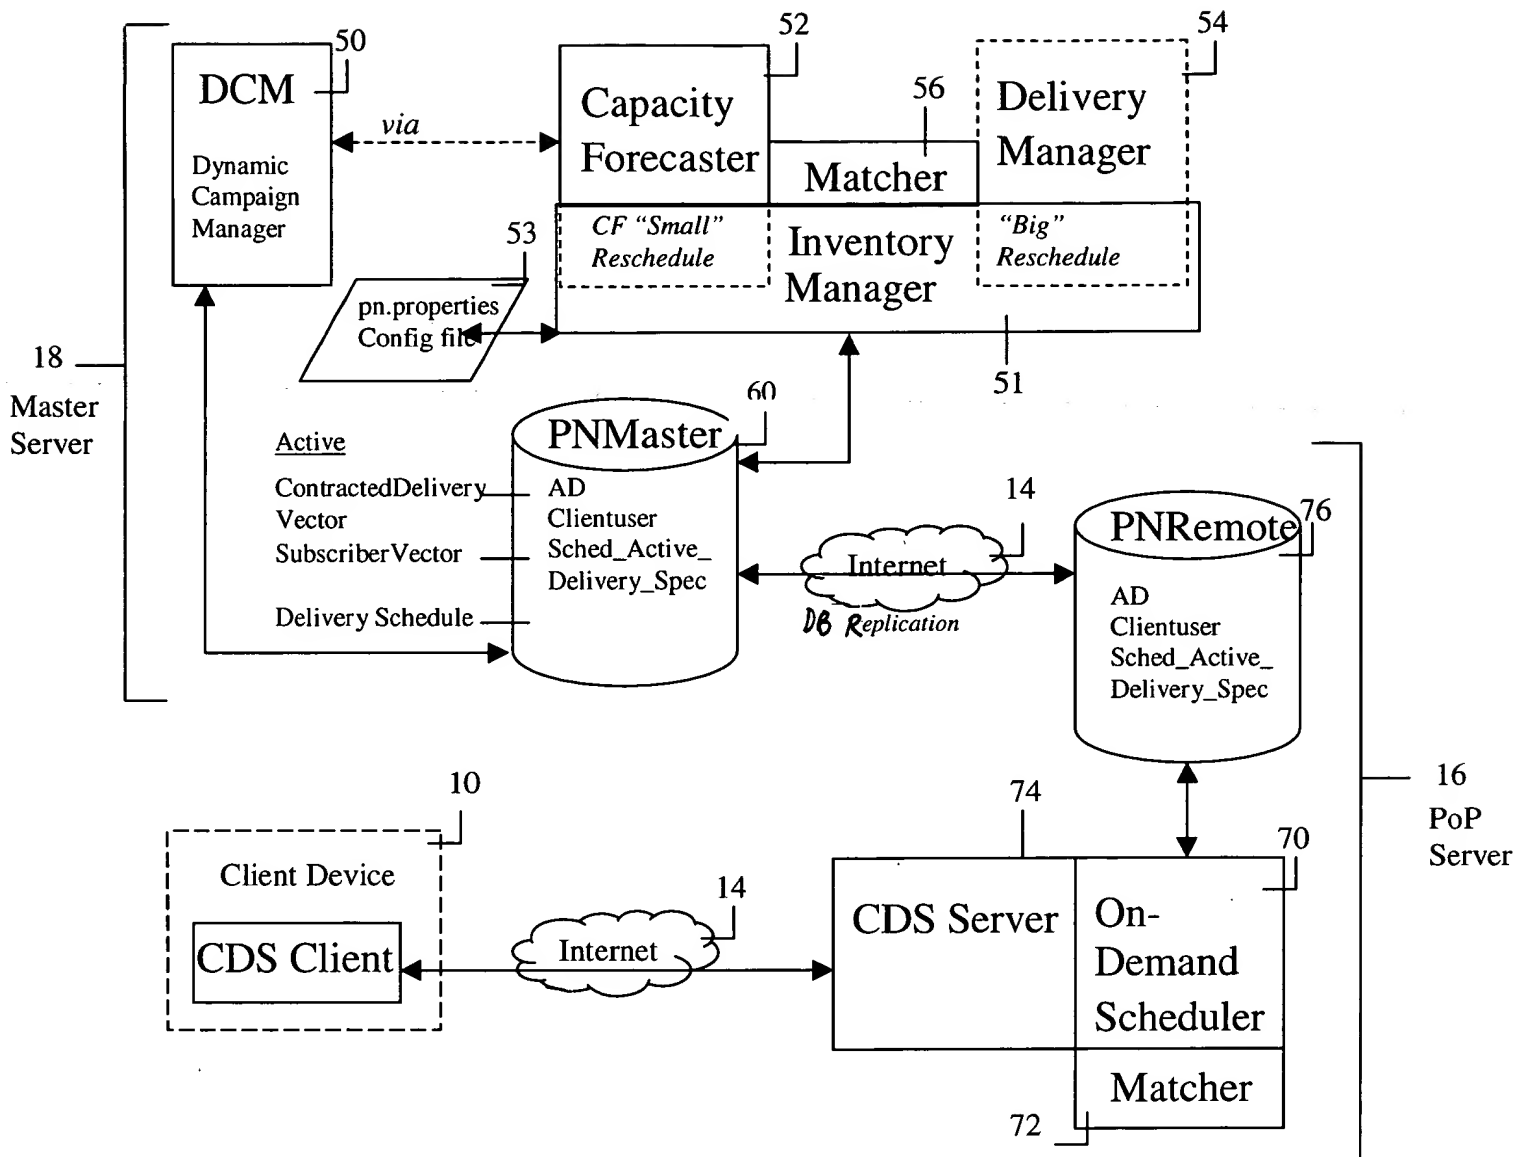 50
52
54
DCM
Dynamic
Campaign
Manager
via
Capacity
Forecaster
56
Matcher
Delivery
Manager
CF “Small”
Reschedule
Inventory
Manager
“Big”
Reschedule
53
pn.properties
Config file
51
18
Master
Server
60
PNMaster
Active
ContractedDelivery
Vector
SubscriberVector
Delivery Schedule
AD
Clientuser
Sched_Active_
Delivery_Spec
14
Internet
DB Replication
76
PNRemote
AD
Clientuser
Sched_Active_
Delivery_Spec
16
PoP
Server
10
Client Device
CDS Client
14
Internet
74
CDS Server
70
On-
Demand
Scheduler
Matcher
72